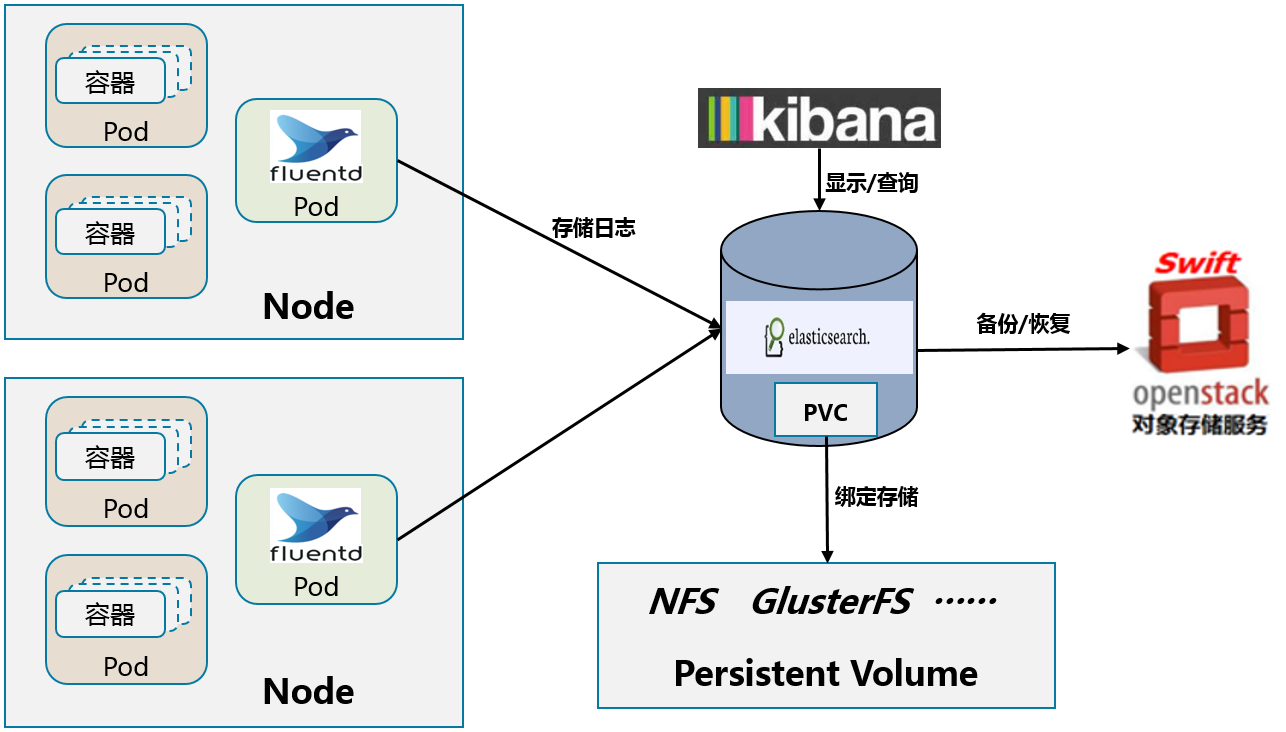 容器
Pod
容器
Pod
fluentd
Pod
Node
容器
Pod
容器
Pod
fluentd
Pod
Node
存储日志
kibana
显示/查询
elasticsearch.
PVC
备份/恢复
Swift
openstack
对象存储服务
绑定存储
NFS GlusterFS ……
Persistent Volume